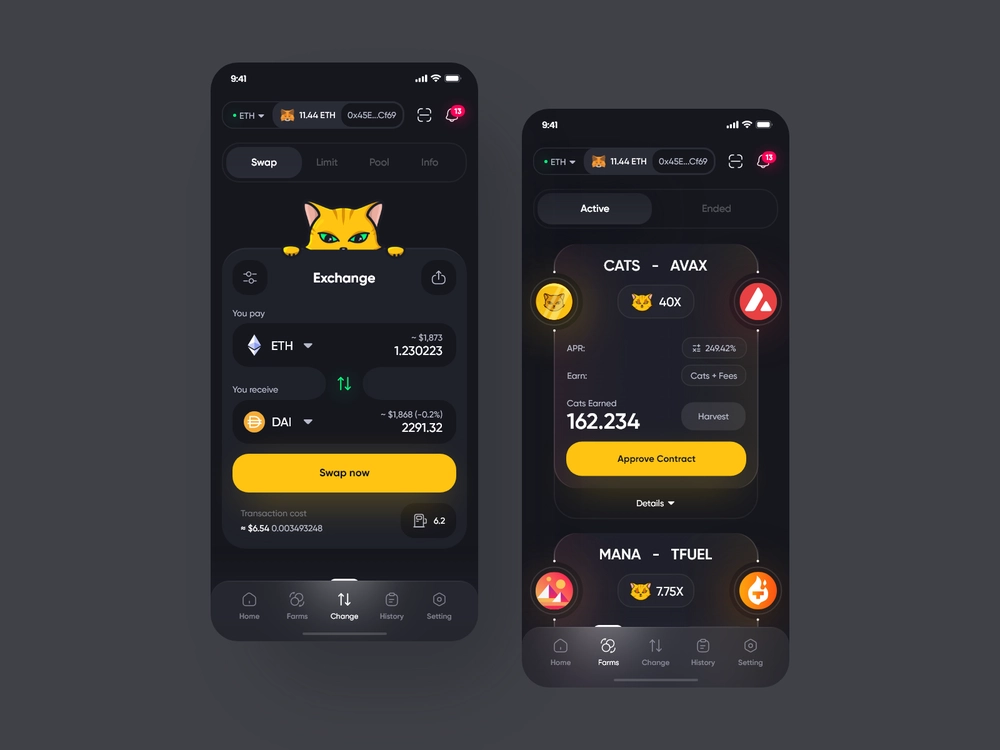 9:41
ETH 11.44 ETH 0x45E...Cf69 13
Swap Limit Pool Info
Exchange
You pay
~ $1,873
ETH 1.230223
You receive
~ $1,868 (-0.2%)
DAI 2291.32
Swap now
Transaction cost
≈ $6.54 0.003493248
6.2
Home Farms Change History Setting
9:41
ETH 11.44 ETH 0x45E...Cf69 13
Active Ended
CATS - AVAX
40X
APR: 249.42%
Earn: Cats + Fees
Cats Earned
162.234 Harvest
Approve Contract
Details
MANA - TFUEL
7.75X
Home Farms Change History Setting